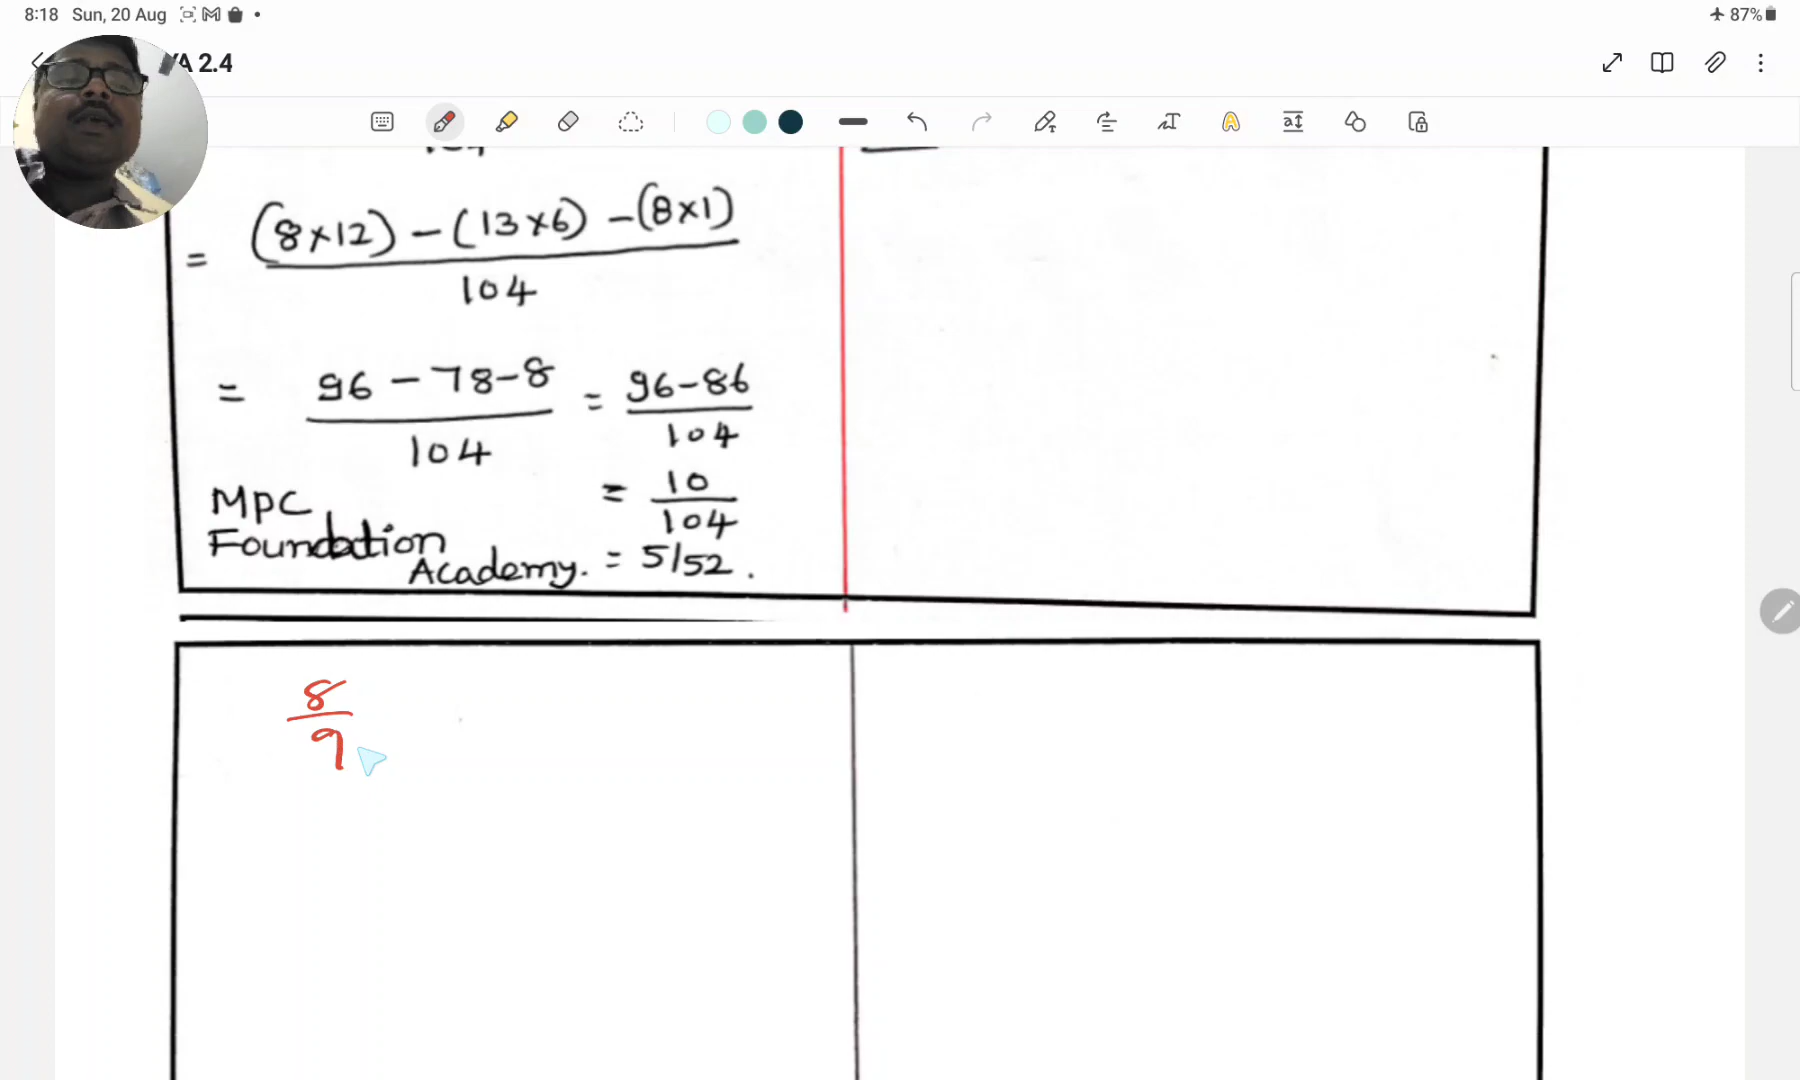 8:18 Sun, 20 Aug
87%
A 2.4
= (8×12) – (13×6) – (8×1) / 104
= 96 – 78 – 8 / 104 = 96–86 / 104
= 10 / 104
MPC
Foundation
Academy. = 5/52.
8
9